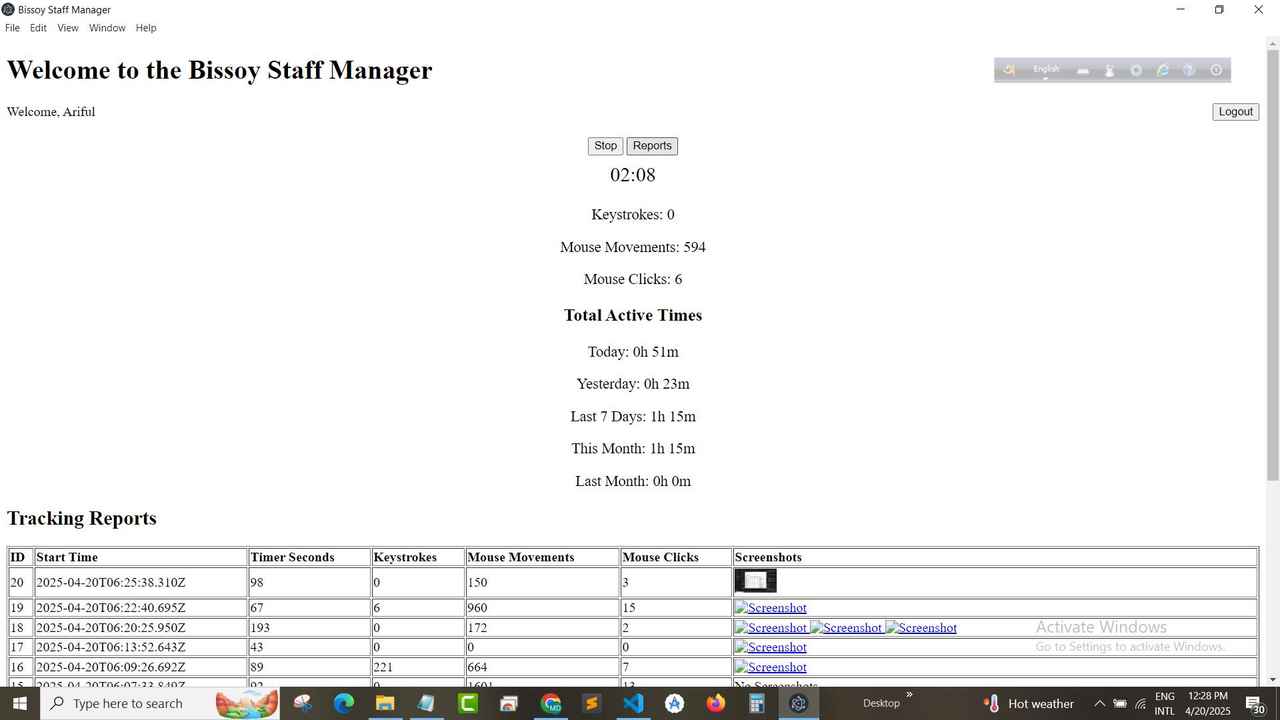 Bissoy Staff Manager
File Edit View Window Help
Welcome to the Bissoy Staff Manager
English
Welcome, Ariful
Logout
Stop Reports
02:08
Keystrokes: 0
Mouse Movements: 594
Mouse Clicks: 6
Total Active Times
Today: 0h 51m
Yesterday: 0h 23m
Last 7 Days: 1h 15m
This Month: 1h 15m
Last Month: 0h 0m
Tracking Reports
ID Start Time Timer Seconds Keystrokes Mouse Movements Mouse Clicks Screenshots
20 2025-04-20T06:25:38.310Z 98 0 150 3
19 2025-04-20T06:22:40.695Z 67 6 960 15 Screenshot
18 2025-04-20T06:20:25.950Z 193 0 172 2 Screenshot Screenshot Screenshot
17 2025-04-20T06:13:52.643Z 43 0 0 0 Screenshot
16 2025-04-20T06:09:26.692Z 89 221 664 7 Screenshot
15 2025-04-20T06:07:33.849Z 92 0 1601 13 No Screenshots
Activate Windows
Go to Settings to activate Windows.
Type here to search
Desktop
»
Hot weather
ENG
INTL
12:28 PM
4/20/2025
30